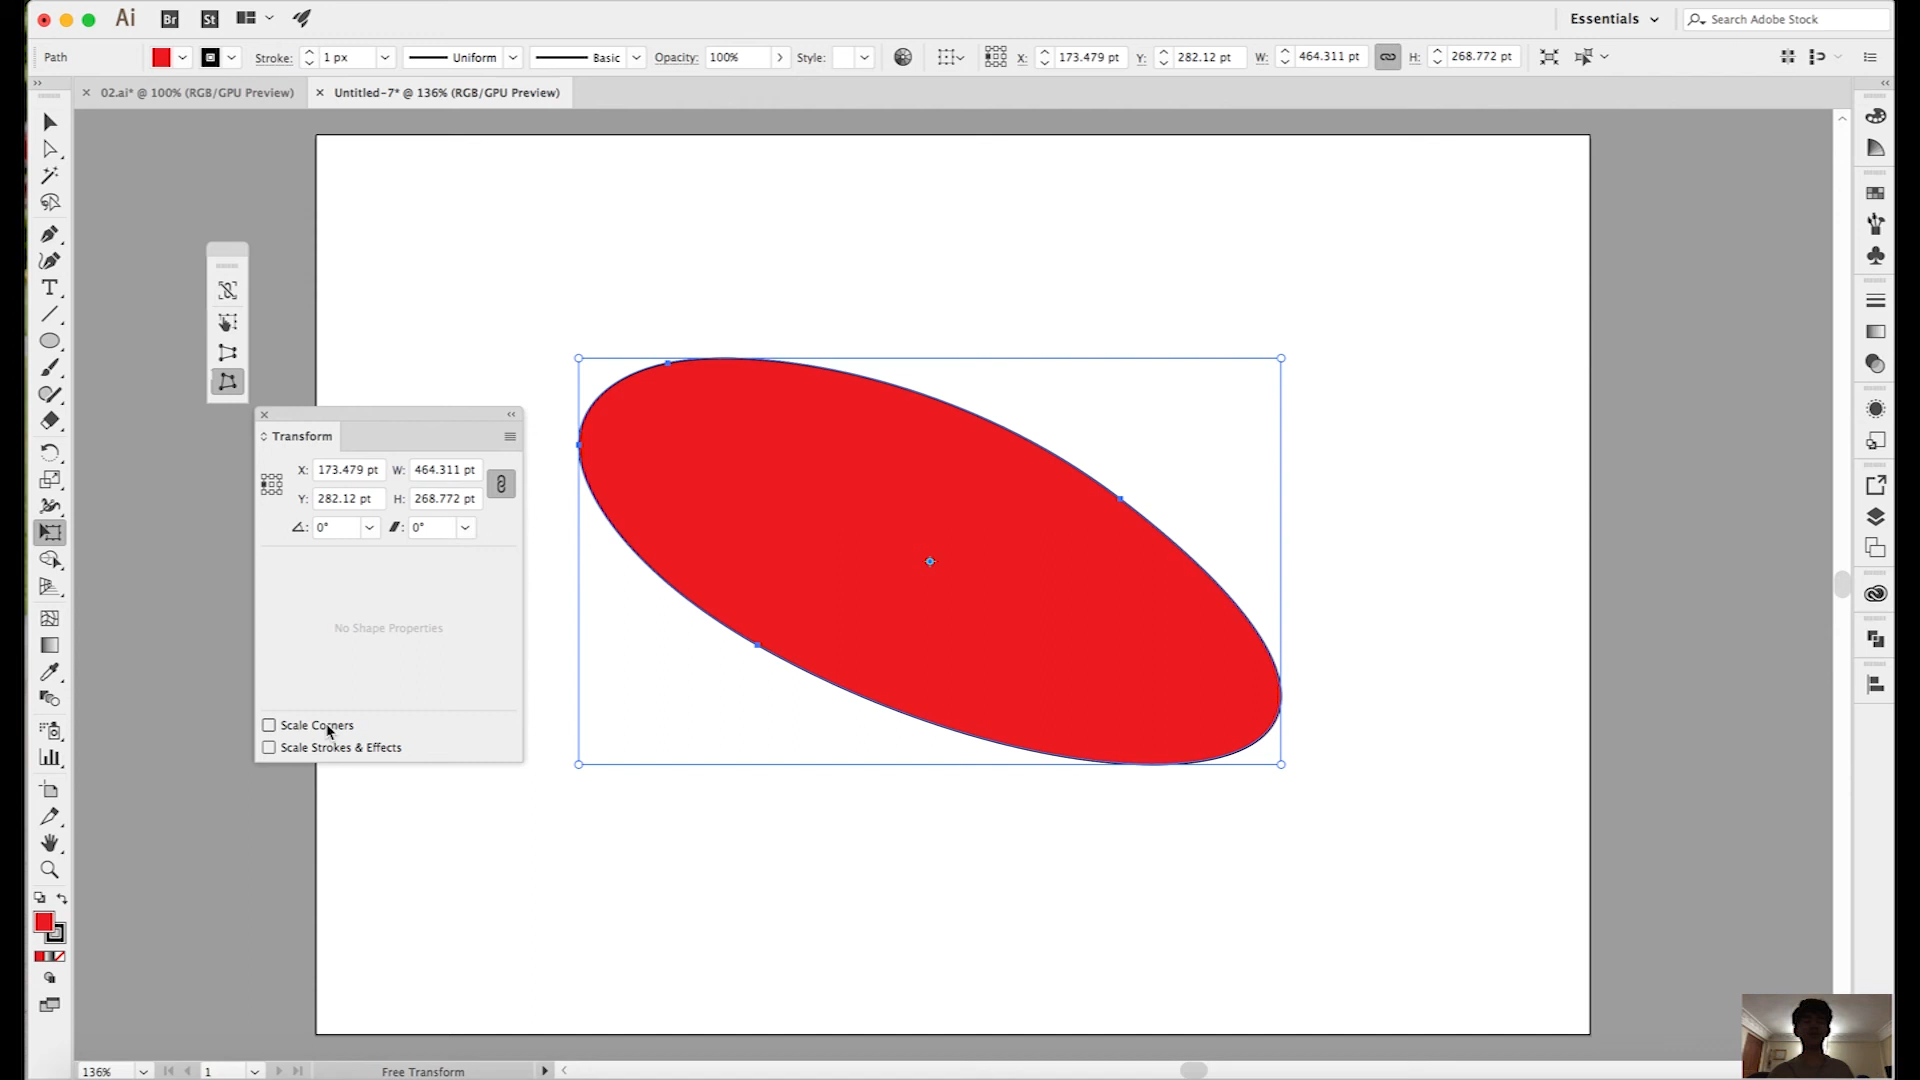 Ai Br St Essentials Search Adobe Stock
Path Stroke: 1 px Uniform Basic Opacity: 100% Style: X: 173.479 pt Y: 282.12 pt W: 464.311 pt H: 268.772 pt
02.ai* @ 100% (RGB/GPU Preview) Untitled-7* @ 136% (RGB/GPU Preview)
Transform
X: 173.479 pt W: 464.311 pt
Y: 282.12 pt H: 268.772 pt
0° 0°
No Shape Properties
Scale Corners
Scale Strokes & Effects
136% 1 Free Transform